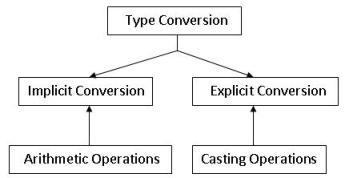 Type Conversion
Implicit Conversion
Explicit Conversion
Arithmetic Operations
Casting Operations